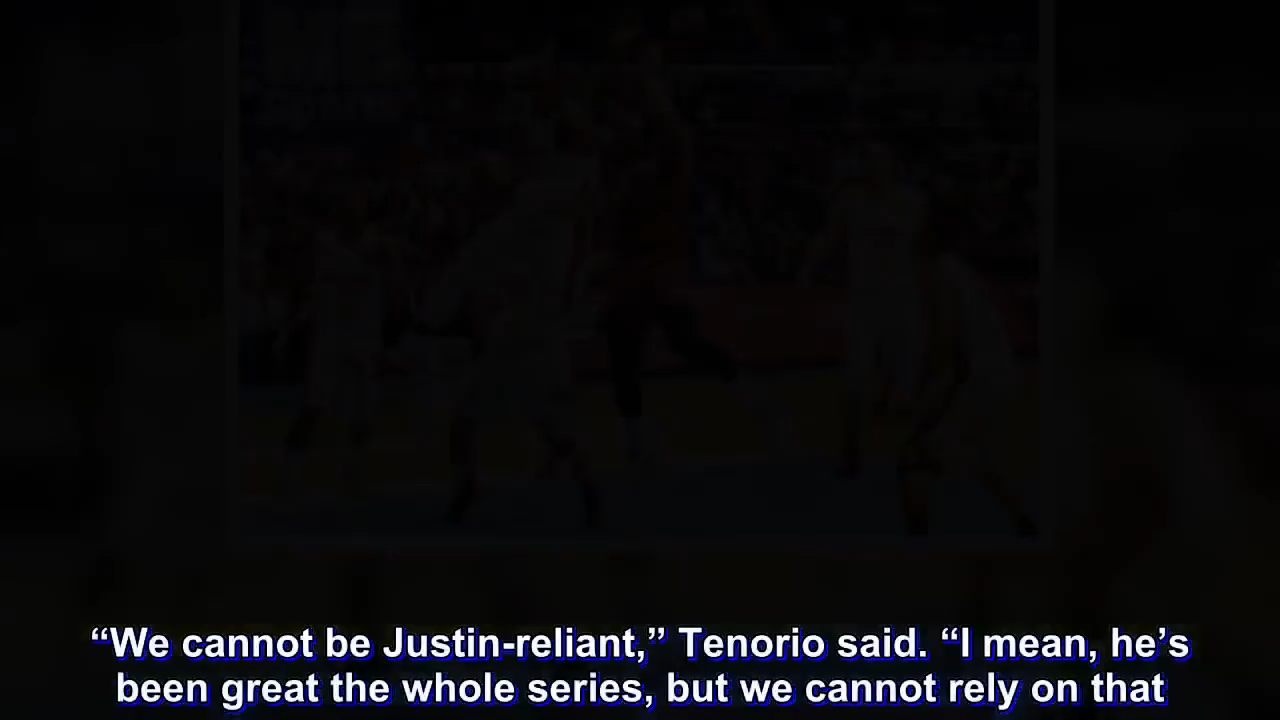 “We cannot be Justin-reliant,” Tenorio said. “I mean, he’s
been great the whole series, but we cannot rely on that